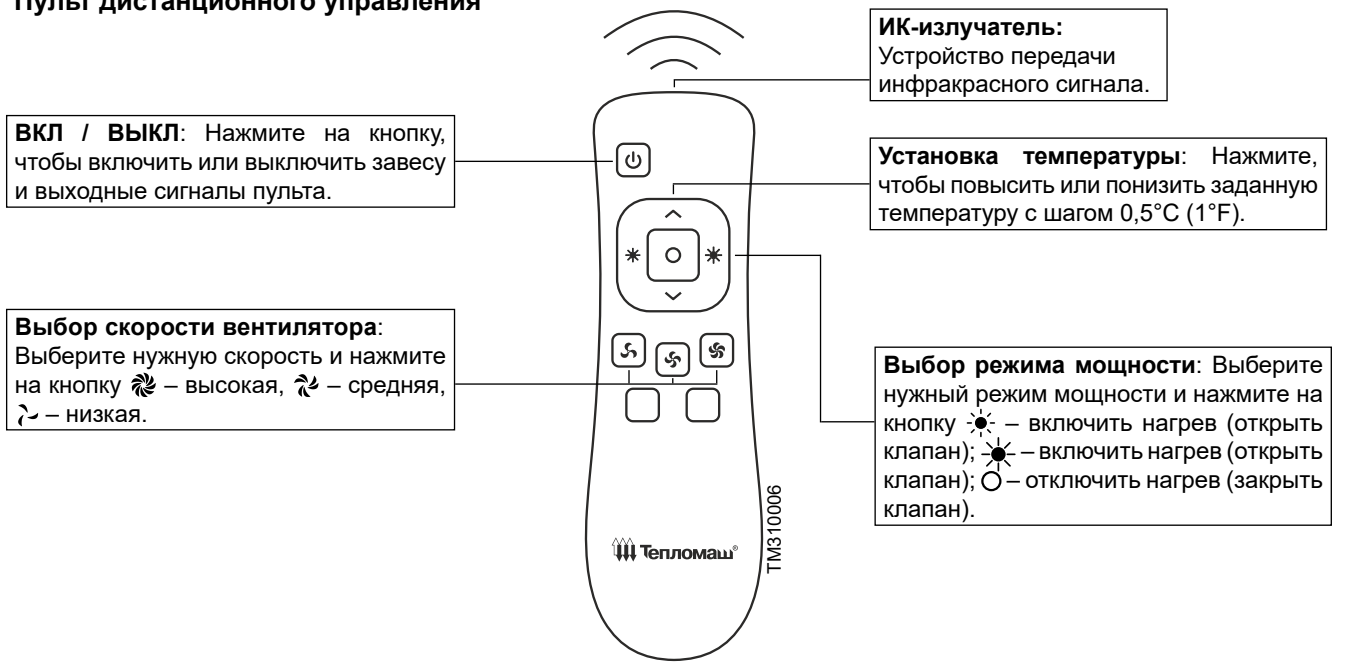 Пульт дистанционного управления
ИК-излучатель:
Устройство передачи
инфракрасного сигнала.
ВКЛ / ВЫКЛ: Нажмите на кнопку,
чтобы включить или выключить завесу
и выходные сигналы пульта.
Установка температуры: Нажмите,
чтобы повысить или понизить заданную
температуру с шагом 0,5°C (1°F).
Выбор скорости вентилятора:
Выберите нужную скорость и нажмите
на кнопку – высокая, – средняя,
– низкая.
Выбор режима мощности: Выберите
нужный режим мощности и нажмите на
кнопку – включить нагрев (открыть
клапан); – включить нагрев (открыть
клапан); – отключить нагрев (закрыть
клапан).
TM310006
Тепломаш®